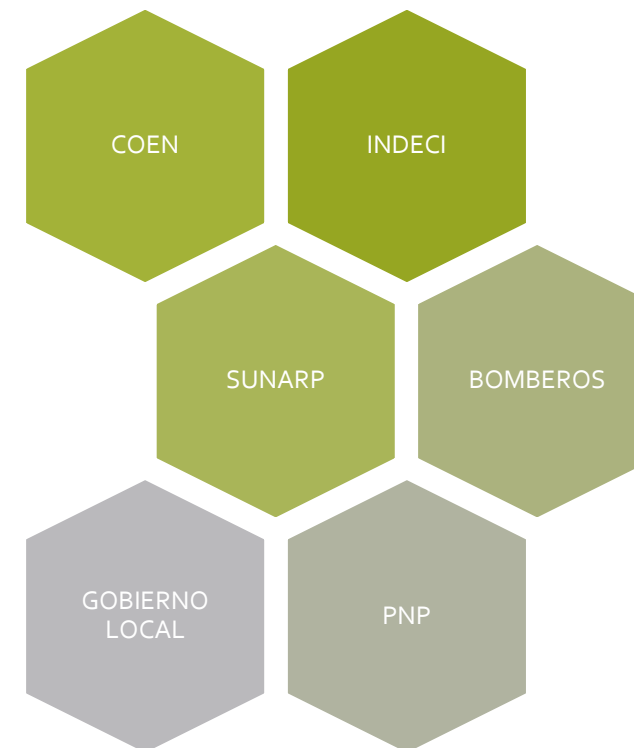 COEN
INDECI
SUNARP
BOMBEROS
GOBIERNO
LOCAL
PNP